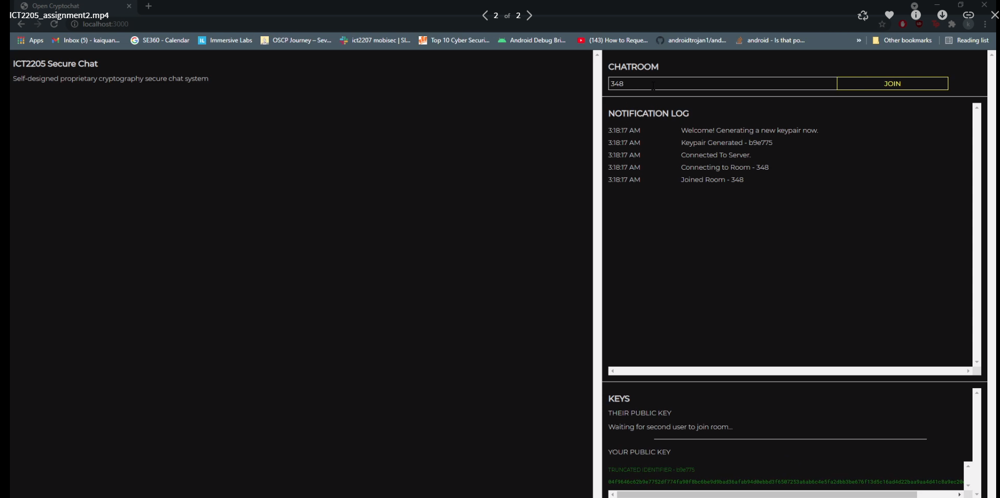 Open Cryptochat
ICT2205_assignment2.mp4
2 of 2
localhost:3000
Apps
Inbox (5) - kaiquan...
SE360 - Calendar
Immersive Labs
OSCP Journey – Sev...
ict2207 mobisec | Sl...
Top 10 Cyber Securi...
Android Debug Bri...
(143) How to Reque...
androidtrojan1/and...
android - Is that po...
»
Other bookmarks
Reading list
ICT2205 Secure Chat
Self-designed proprietary cryptography secure chat system
CHATROOM
348
JOIN
NOTIFICATION LOG
3:18:17 AM Welcome! Generating a new keypair now.
3:18:17 AM Keypair Generated - b9e775
3:18:17 AM Connected To Server.
3:18:17 AM Connecting to Room - 348
3:18:17 AM Joined Room - 348
KEYS
THEIR PUBLIC KEY
Waiting for second user to join room...
YOUR PUBLIC KEY
TRUNCATED IDENTIFIER - b9e775